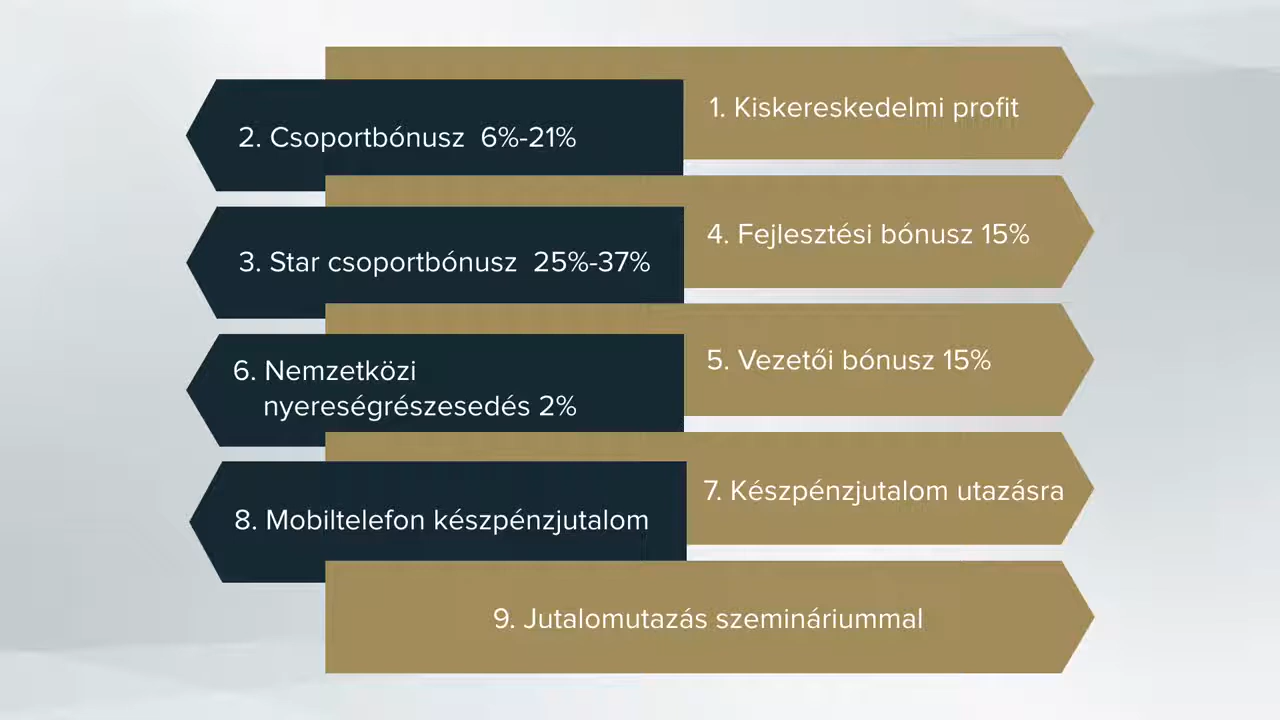 1. Kiskereskedelmi profit
2. Csoportbónusz 6%-21%
3. Star csoportbónusz 25%-37%
4. Fejlesztési bónusz 15%
5. Vezetői bónusz 15%
6. Nemzetközi
nyereségrészesedés 2%
7. Készpénzjutalom utazásra
8. Mobiltelefon készpénzjutalom
9. Jutalomutazás szemináriummal